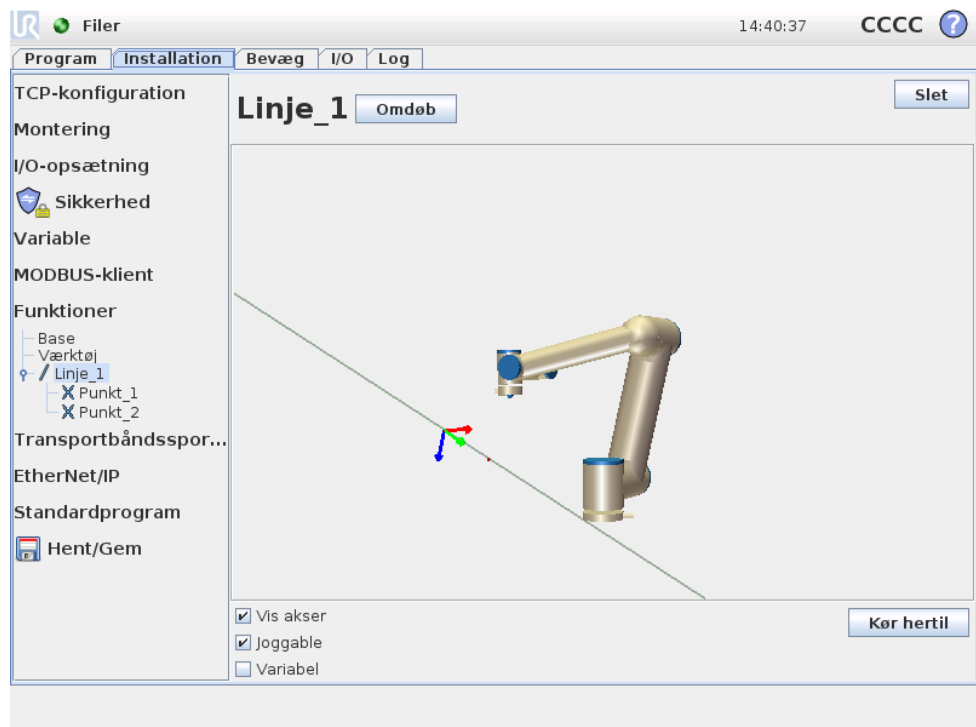 UR Filer 14:40:37 CCCC ?
Program Installation Bevæg I/O Log
TCP-konfiguration
Montering
I/O-opsætning
Sikkerhed
Variable
MODBUS-klient
Funktioner
Base
Værktøj
Linje_1
Punkt_1
Punkt_2
Transportbåndsspor...
EtherNet/IP
Standardprogram
Hent/Gem
Linje_1 Omdøb Slet
Vis akser
Joggable
Variabel
Kør hertil